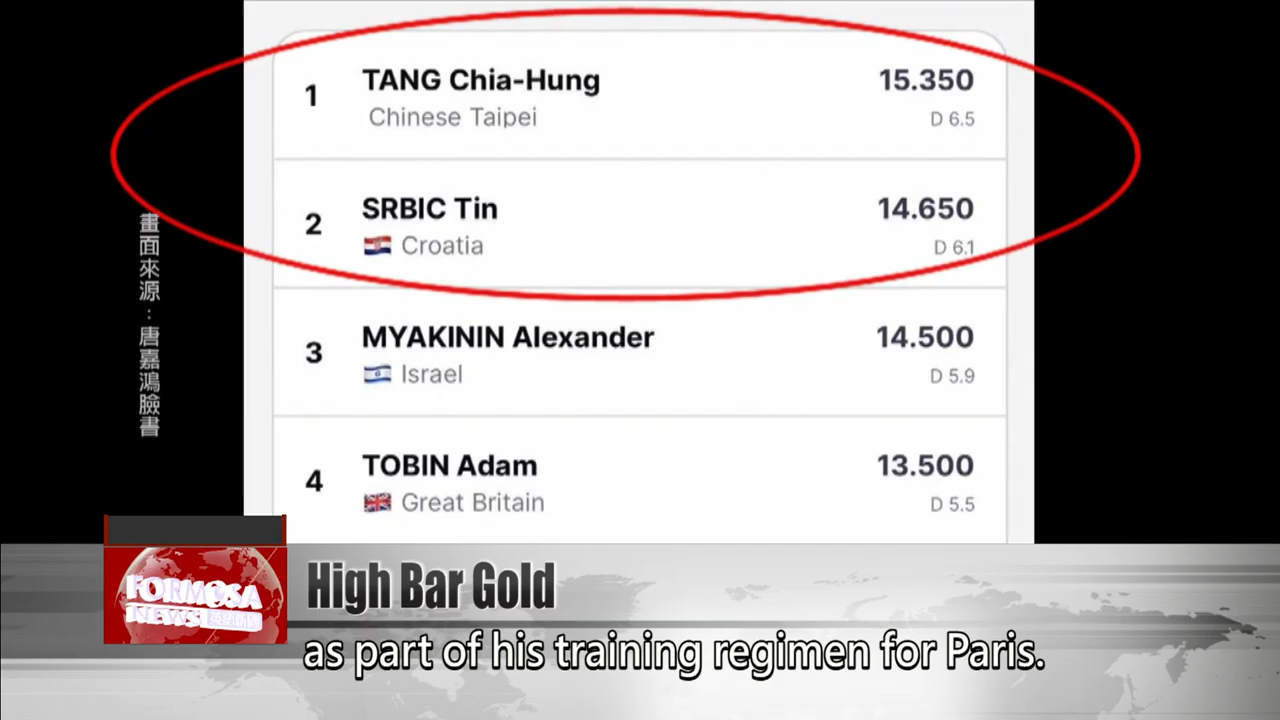 1
TANG Chia-Hung
15.350
Chinese Taipei
D 6.5
2
SRBIC Tin
14.650
Croatia
D 6.1
3
MYAKININ Alexander
14.500
Israel
D 5.9
4
TOBIN Adam
13.500
Great Britain
D 5.5
畫面來源:唐嘉鴻臉書
FORMOSA
NEWS
High Bar Gold
as part of his training regimen for Paris.